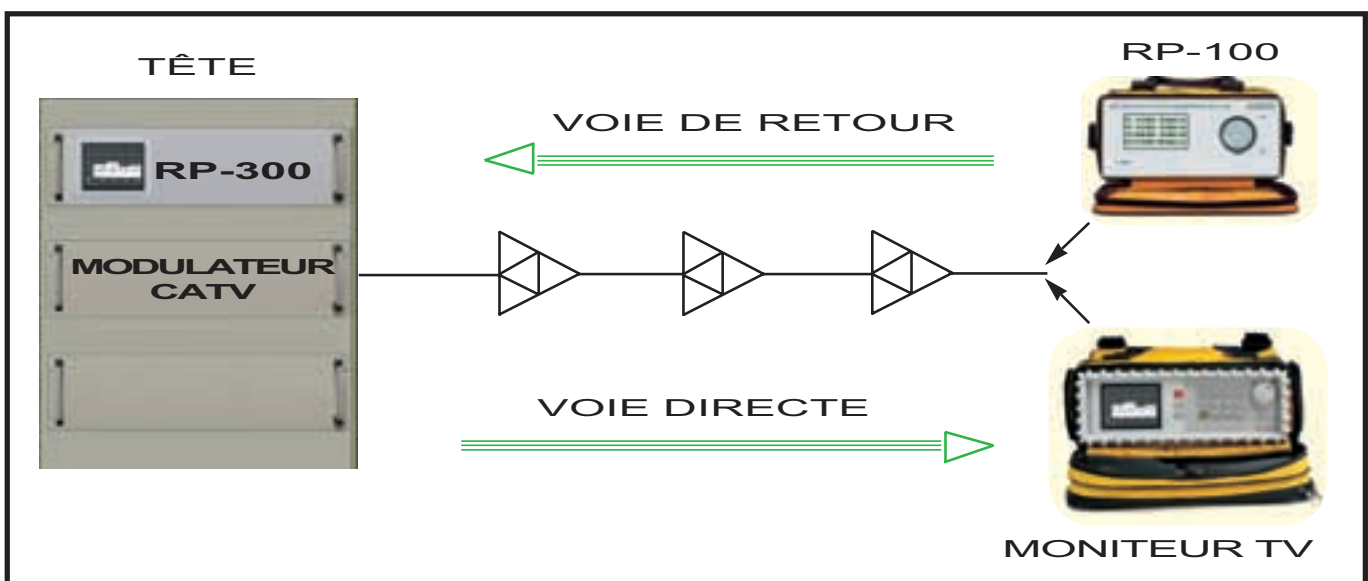 TÊTE
RP-100
VOIE DE RETOUR
RP-300
MODULATEUR
CATV
VOIE DIRECTE
MONITEUR TV